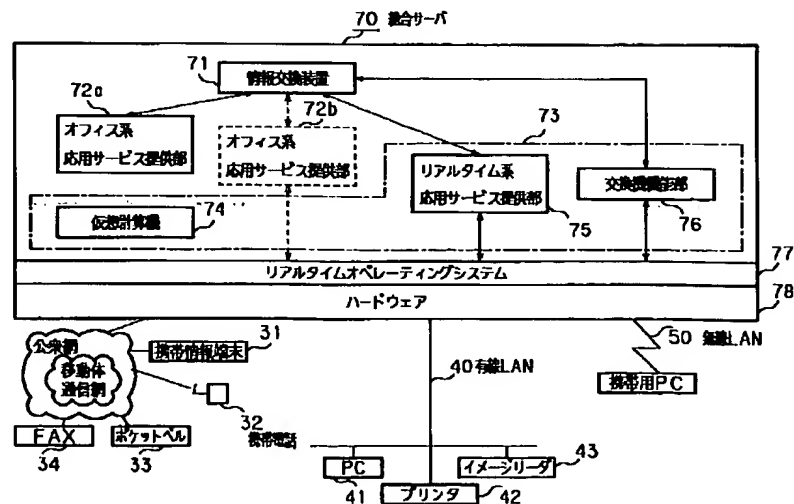 70 総合サーバ
71
情報交換装置
72a
72b
73
オフィス系
応用サービス提供部
オフィス系
応用サービス提供部
リアルタイム系
応用サービス提供部
交換機機能部
74
仮想計算機
75
76
リアルタイムオペレーティングシステム
77
ハードウェア
78
公衆網
移動体
通信網
携帯情報端末
31
32
携帯電話
FAX
34
ポケットベル
33
40 有線LAN
50 無線LAN
携帯用PC
PC
41
プリンタ
42
イメージリーダ
43